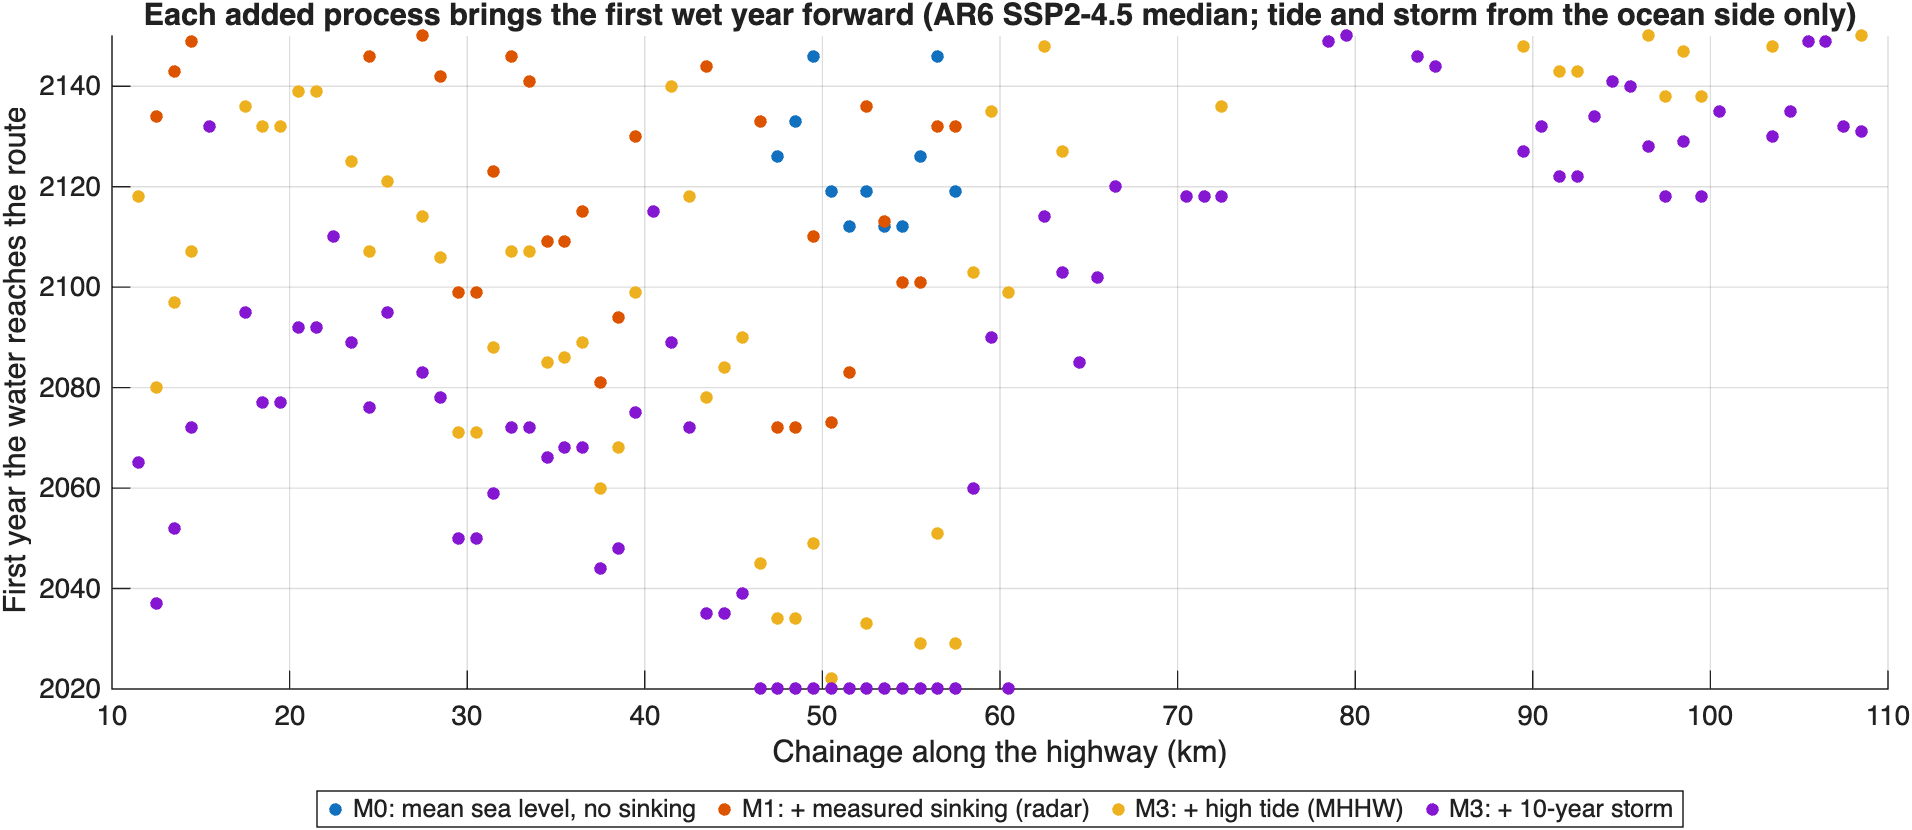 Each added process brings the first wet year forward (AR6 SSP2-4.5 median; tide and storm from the ocean side only)
First year the water reaches the route
2140
2120
2100
2080
2060
2040
2020
10 20 30 40 50 60 70 80 90 100 110
Chainage along the highway (km)
M0: mean sea level, no sinking M1: + measured sinking (radar) M3: + high tide (MHHW) M3: + 10-year storm